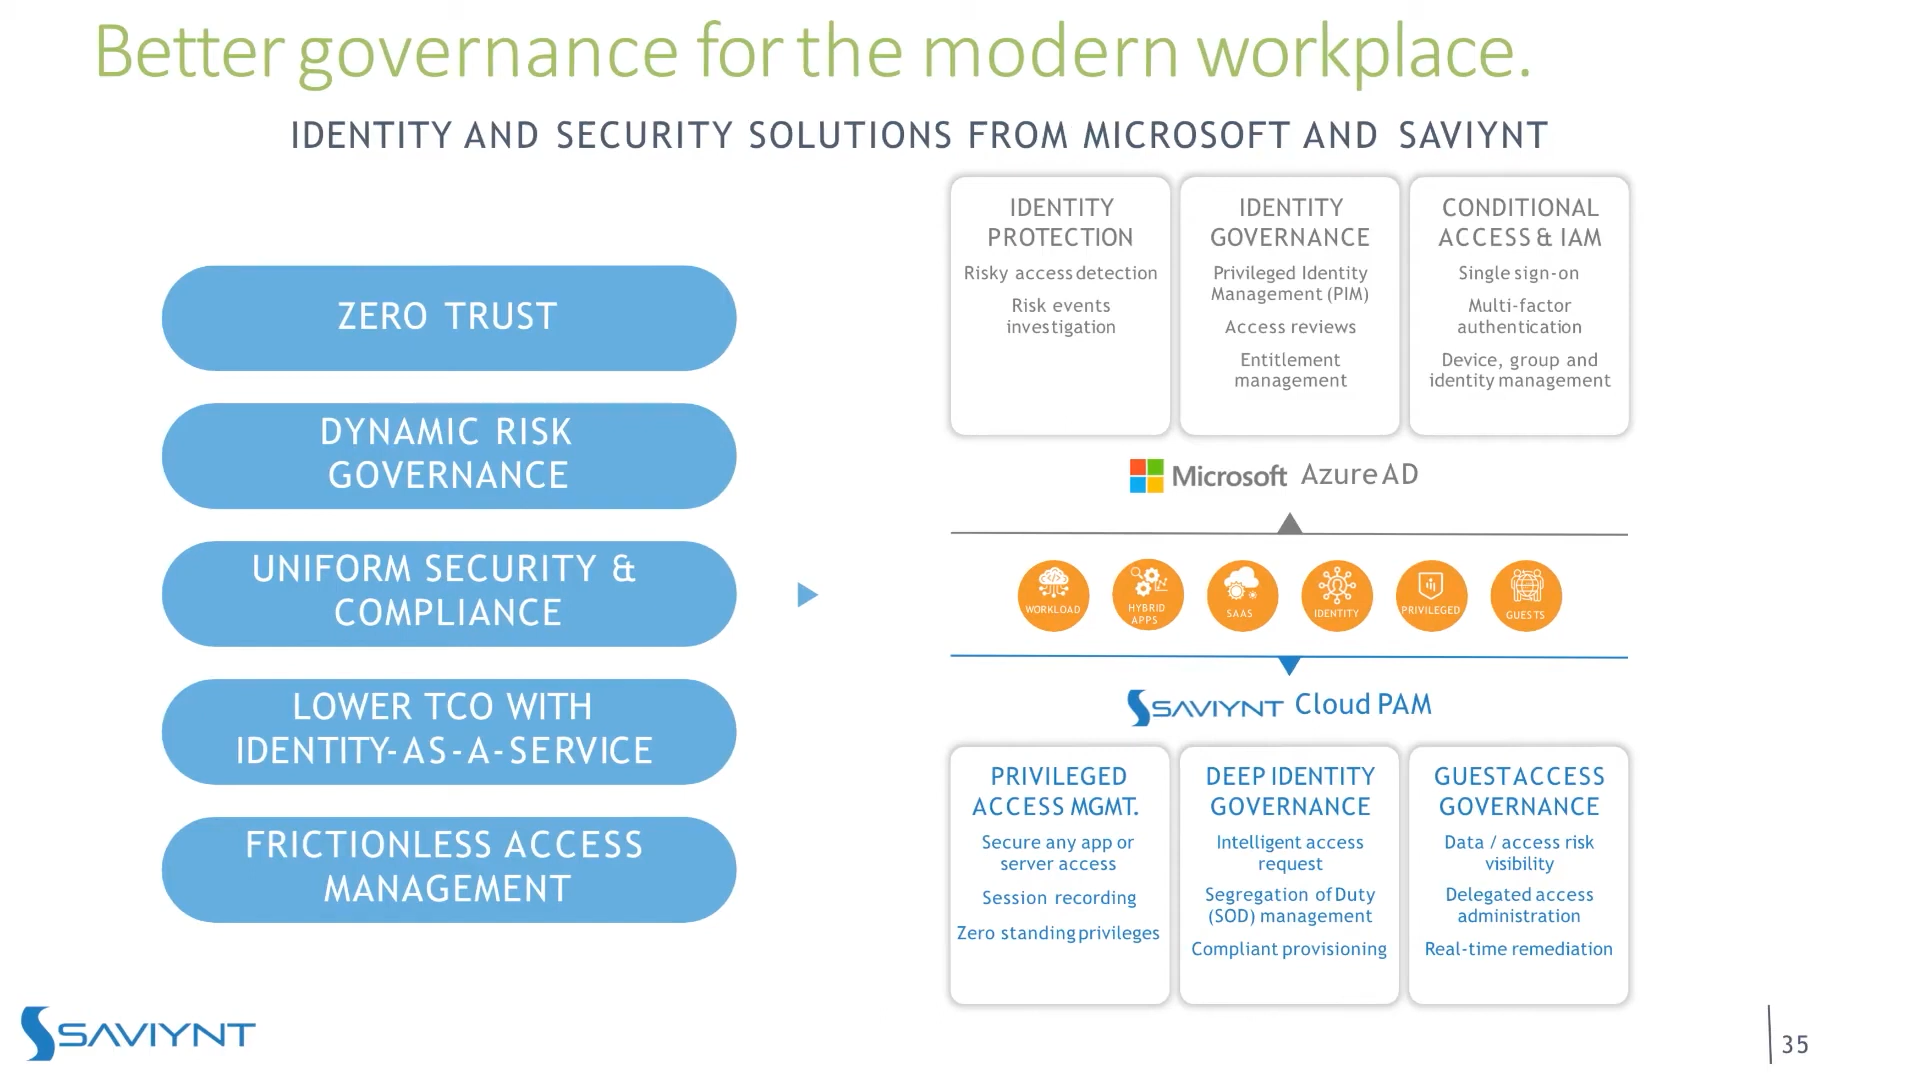 Better governance for the modern workplace.
IDENTITY AND SECURITY SOLUTIONS FROM MICROSOFT AND SAVIYNT
ZERO TRUST
DYNAMIC RISK
GOVERNANCE
UNIFORM SECURITY &
COMPLIANCE
LOWER TCO WITH
IDENTITY-AS-A-SERVICE
FRICTIONLESS ACCESS
MANAGEMENT
IDENTITY
PROTECTION
Risky access detection
Risk events
investigation
IDENTITY
GOVERNANCE
Privileged Identity
Management (PIM)
Access reviews
Entitlement
management
CONDITIONAL
ACCESS & IAM
Single sign-on
Multi-factor
authentication
Device, group and
identity management
Microsoft Azure AD
WORKLOAD
HYBRID
APPS
SAAS
IDENTITY
PRIVILEGED
GUESTS
SAVIYNT Cloud PAM
PRIVILEGED
ACCESS MGMT.
Secure any app or
server access
Session recording
Zero standing privileges
DEEP IDENTITY
GOVERNANCE
Intelligent access
request
Segregation of Duty
(SOD) management
Compliant provisioning
GUEST ACCESS
GOVERNANCE
Data / access risk
visibility
Delegated access
administration
Real-time remediation
SAVIYNT
35